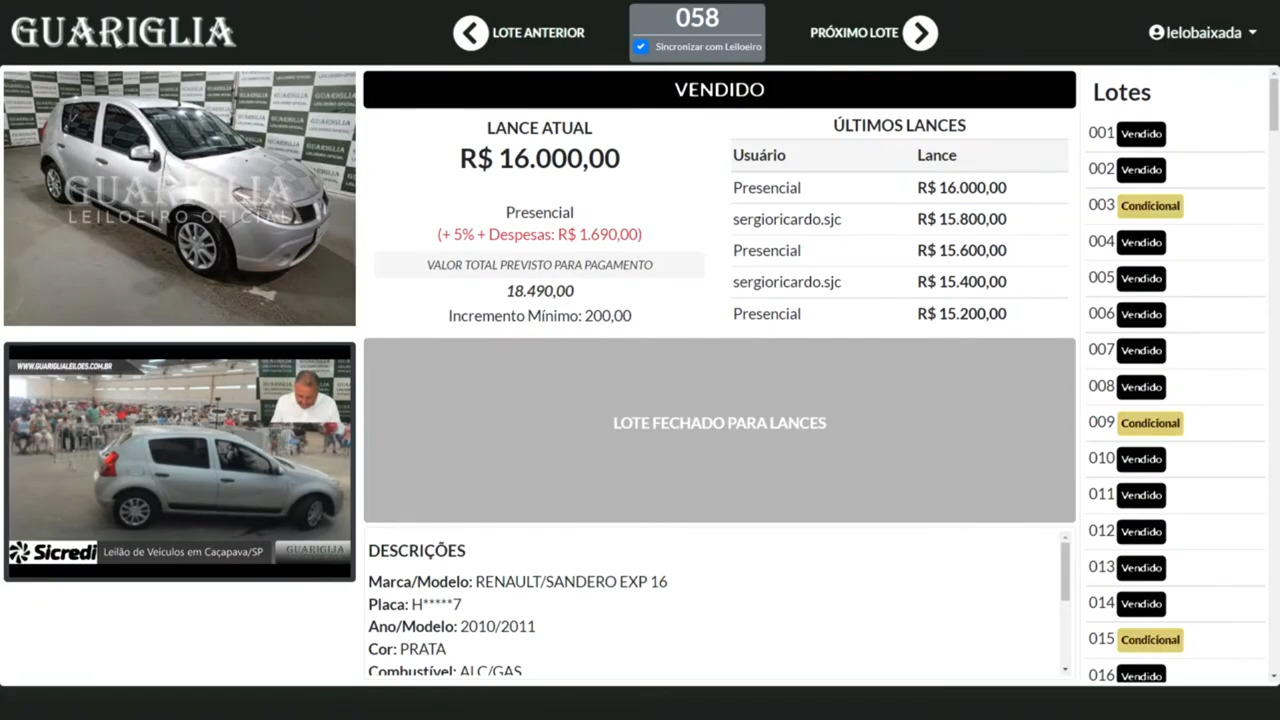 GUARIGLIA
LOTE ANTERIOR
058
Sincronizar com Leiloeiro
PRÓXIMO LOTE
lelobaixada
GUARIGLIA
LEILOEIRO OFICIAL
WWW.GUARIGLIALEILOES.COM.BR
Sicredi
Leilão de Veículos em Caçapava/SP
GUARIGLIA
VENDIDO
LANCE ATUAL
R$ 16.000,00
Presencial
(+ 5% + Despesas: R$ 1.690,00)
VALOR TOTAL PREVISTO PARA PAGAMENTO
18.490,00
Incremento Mínimo: 200,00
ÚLTIMOS LANCES
Usuário Lance
Presencial R$ 16.000,00
sergioricardo.sjc R$ 15.800,00
Presencial R$ 15.600,00
sergioricardo.sjc R$ 15.400,00
Presencial R$ 15.200,00
LOTE FECHADO PARA LANCES
DESCRIÇÕES
Marca/Modelo: RENAULT/SANDERO EXP 16
Placa: H*****7
Ano/Modelo: 2010/2011
Cor: PRATA
Combustível: ALC/GAS
Lotes
001 Vendido
002 Vendido
003 Condicional
004 Vendido
005 Vendido
006 Vendido
007 Vendido
008 Vendido
009 Condicional
010 Vendido
011 Vendido
012 Vendido
013 Vendido
014 Vendido
015 Condicional
016 Vendido